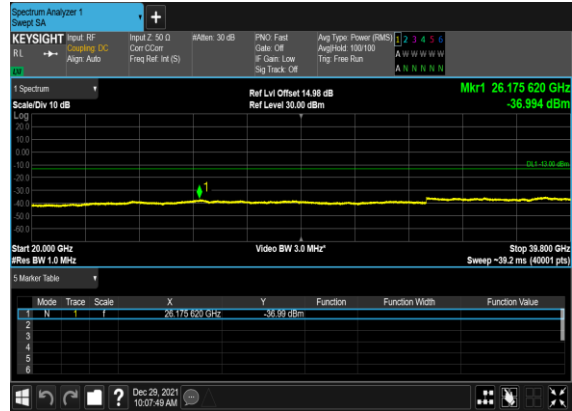 Spectrum Analyzer 1
Swept SA
+
KEYSIGHT Input: RF Input Z: 50 Ω #Atten: 30 dB PNO: Fast Avg Type: Power (RMS) 1 2 3 4 5 6
RL Coupling: DC Corr CCorr Gate: Off Avg|Hold: 100/100 A W W W W W
Align: Auto Freq Ref: Int (S) IF Gain: Low Trig: Free Run
Sig Track: Off A N N N N N
1 Spectrum Ref Lvl Offset 14.98 dB Mkr1 26.175 620 GHz
Scale/Div 10 dB Ref Level 30.00 dBm -36.994 dBm
Log
20.0
10.0
0.00
-10.0
DL1 -13.00 dBm
-20.0
-30.0
1
-40.0
-50.0
-60.0
Start 20.000 GHz Video BW 3.0 MHz* Stop 39.800 GHz
#Res BW 1.0 MHz Sweep ~39.2 ms (40001 pts)
5 Marker Table
Mode Trace Scale X Y Function Function Width Function Value
1 N 1 f 26.175 620 GHz -36.99 dBm
2
3
4
5
6
? Dec 29, 2021
10:07:49 AM